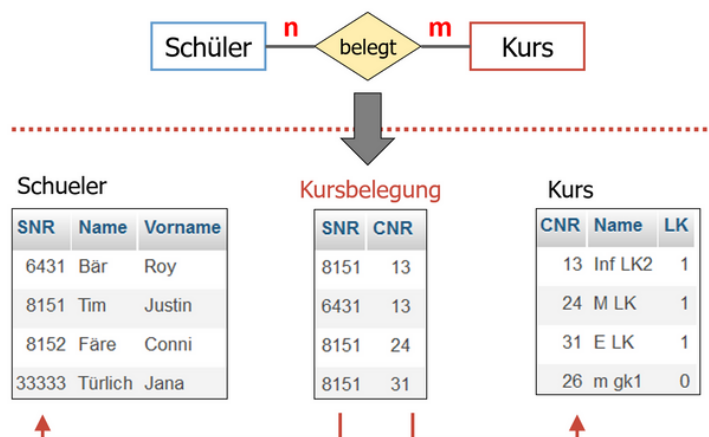 Schüler n belegt m Kurs
Schueler
SNR Name Vorname
6431 Bär Roy
8151 Tim Justin
8152 Färe Conni
33333 Türlich Jana
Kursbelegung
SNR CNR
8151 13
6431 13
8151 24
8151 31
Kurs
CNR Name LK
13 Inf LK2 1
24 M LK 1
31 E LK 1
26 m gk1 0